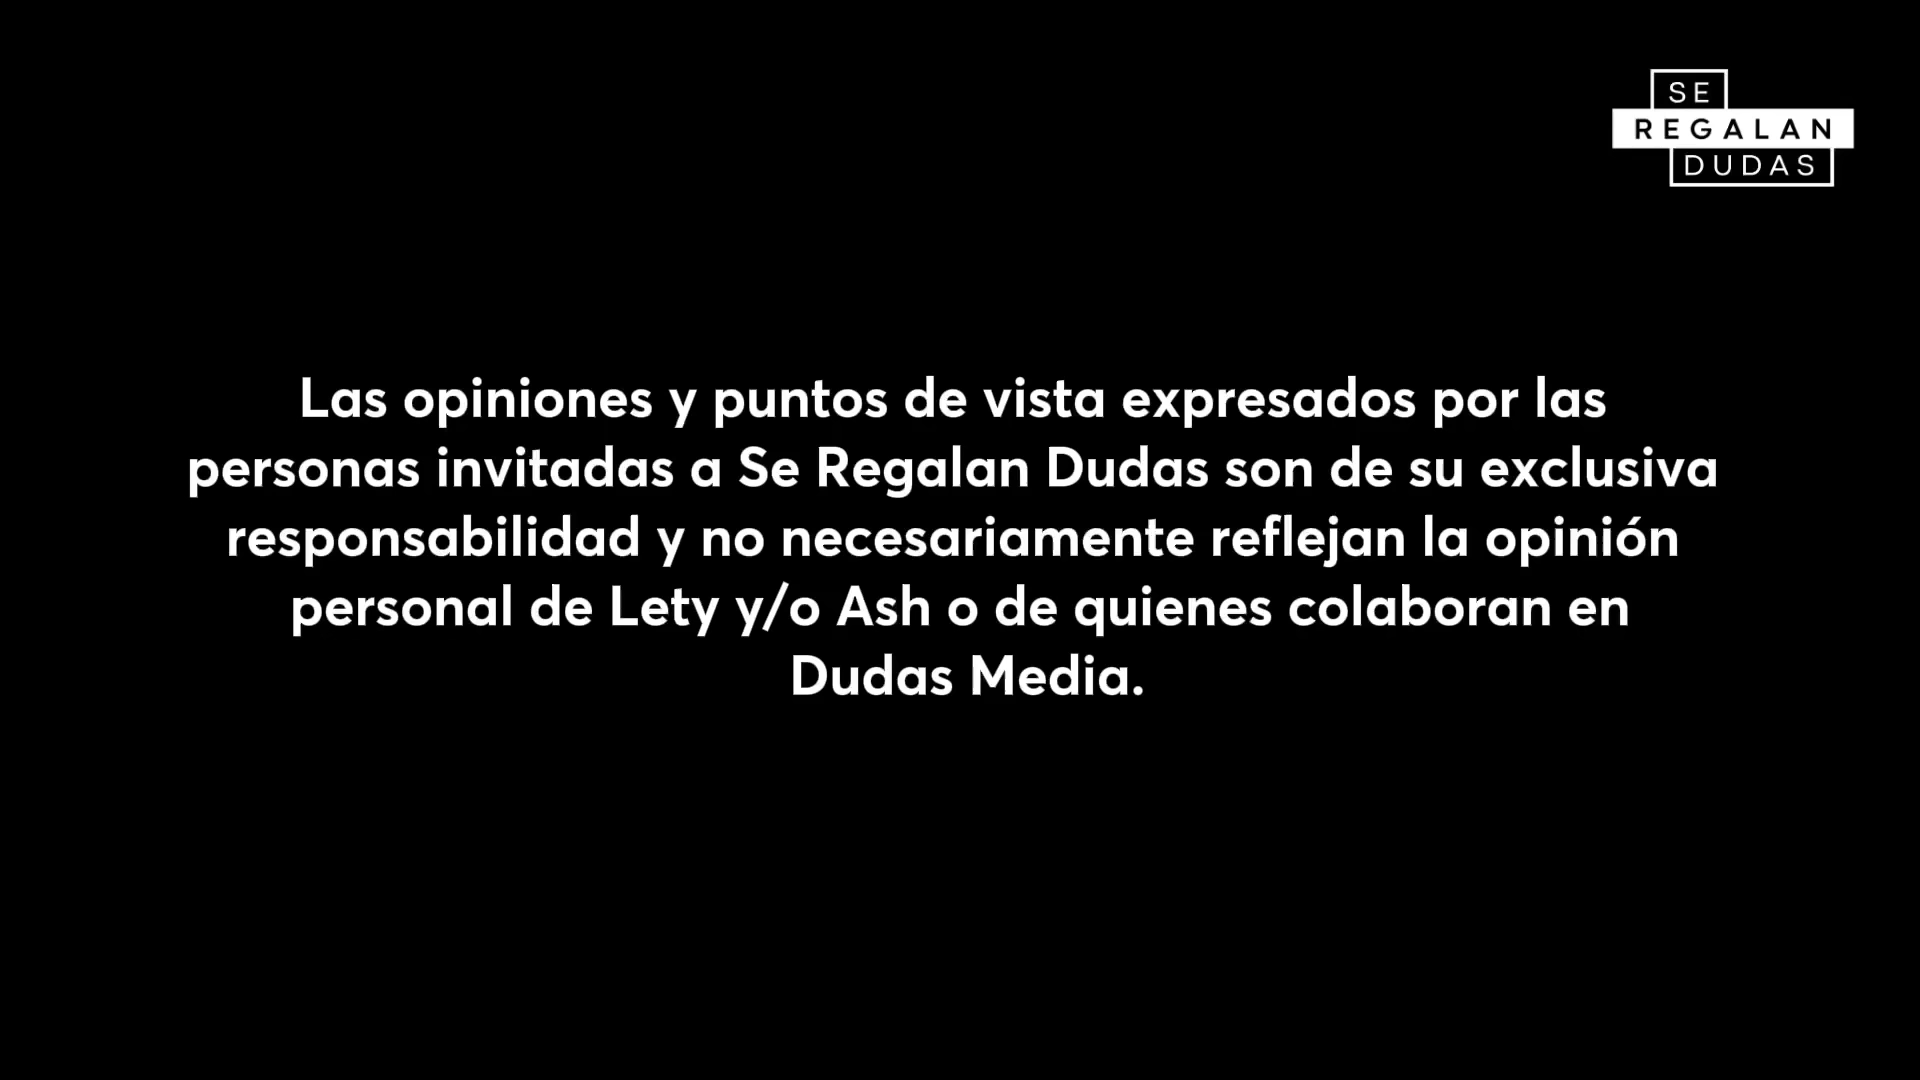 SE
REGALAN
DUDAS
Las opiniones y puntos de vista expresados por las
personas invitadas a Se Regalan Dudas son de su exclusiva
responsabilidad y no necesariamente reflejan la opinión
personal de Lety y/o Ash o de quienes colaboran en
Dudas Media.